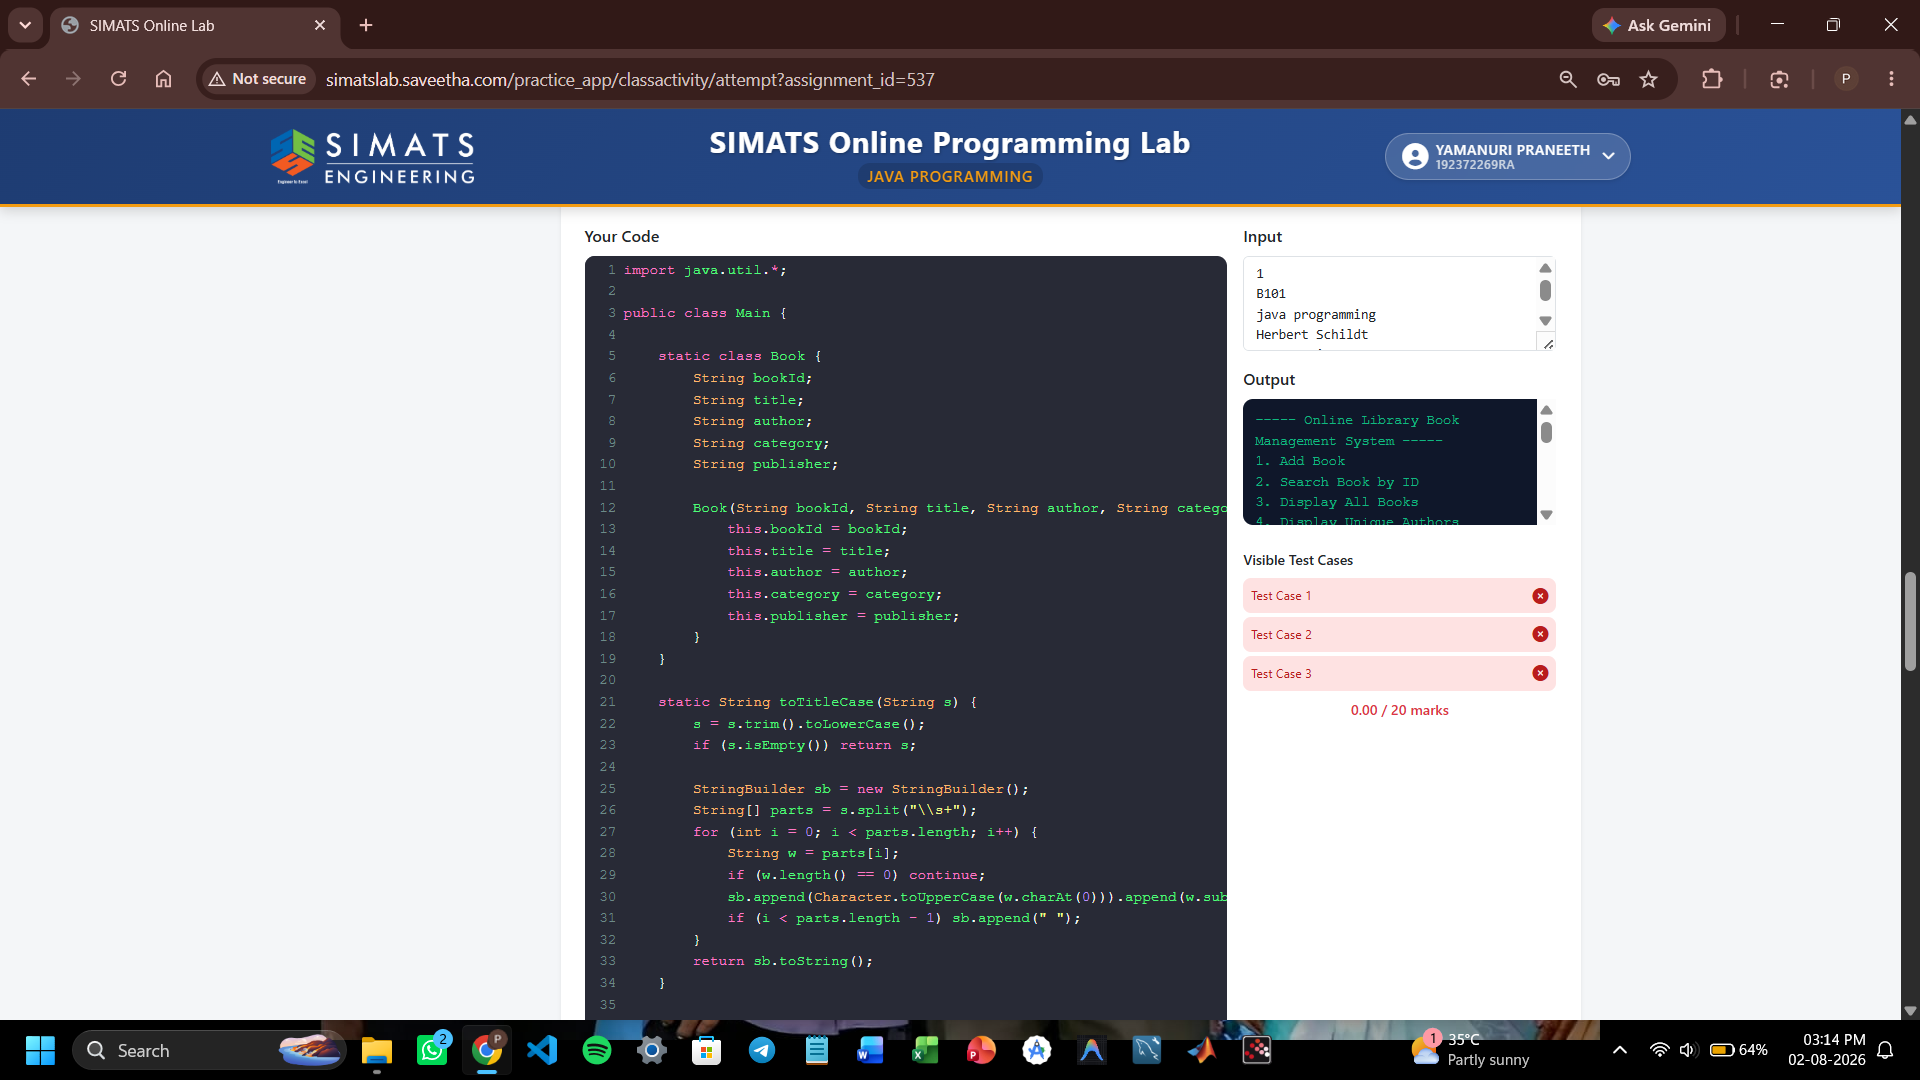 SIMATS Online Lab
Ask Gemini
Not secure
simatslab.saveetha.com/practice_app/classactivity/attempt?assignment_id=537
P
SIMATS
ENGINEERING
Engineer to Excel
SIMATS Online Programming Lab
JAVA PROGRAMMING
YAMANURI PRANEETH
192372269RA
Your Code
1 import java.util.*;
2
3 public class Main {
4
5 static class Book {
6 String bookId;
7 String title;
8 String author;
9 String category;
10 String publisher;
11
12 Book(String bookId, String title, String author, String catego
13 this.bookId = bookId;
14 this.title = title;
15 this.author = author;
16 this.category = category;
17 this.publisher = publisher;
18 }
19 }
20
21 static String toTitleCase(String s) {
22 s = s.trim().toLowerCase();
23 if (s.isEmpty()) return s;
24
25 StringBuilder sb = new StringBuilder();
26 String[] parts = s.split("\\s+");
27 for (int i = 0; i < parts.length; i++) {
28 String w = parts[i];
29 if (w.length() == 0) continue;
30 sb.append(Character.toUpperCase(w.charAt(0))).append(w.sub
31 if (i < parts.length - 1) sb.append(" ");
32 }
33 return sb.toString();
34 }
35
Input
1
B101
java programming
Herbert Schildt
Output
----- Online Library Book
Management System -----
1. Add Book
2. Search Book by ID
3. Display All Books
4. Display Unique Authors
Visible Test Cases
Test Case 1
Test Case 2
Test Case 3
0.00 / 20 marks
Search
2
P
1
35°C
Partly sunny
64%
03:14 PM
02-08-2026